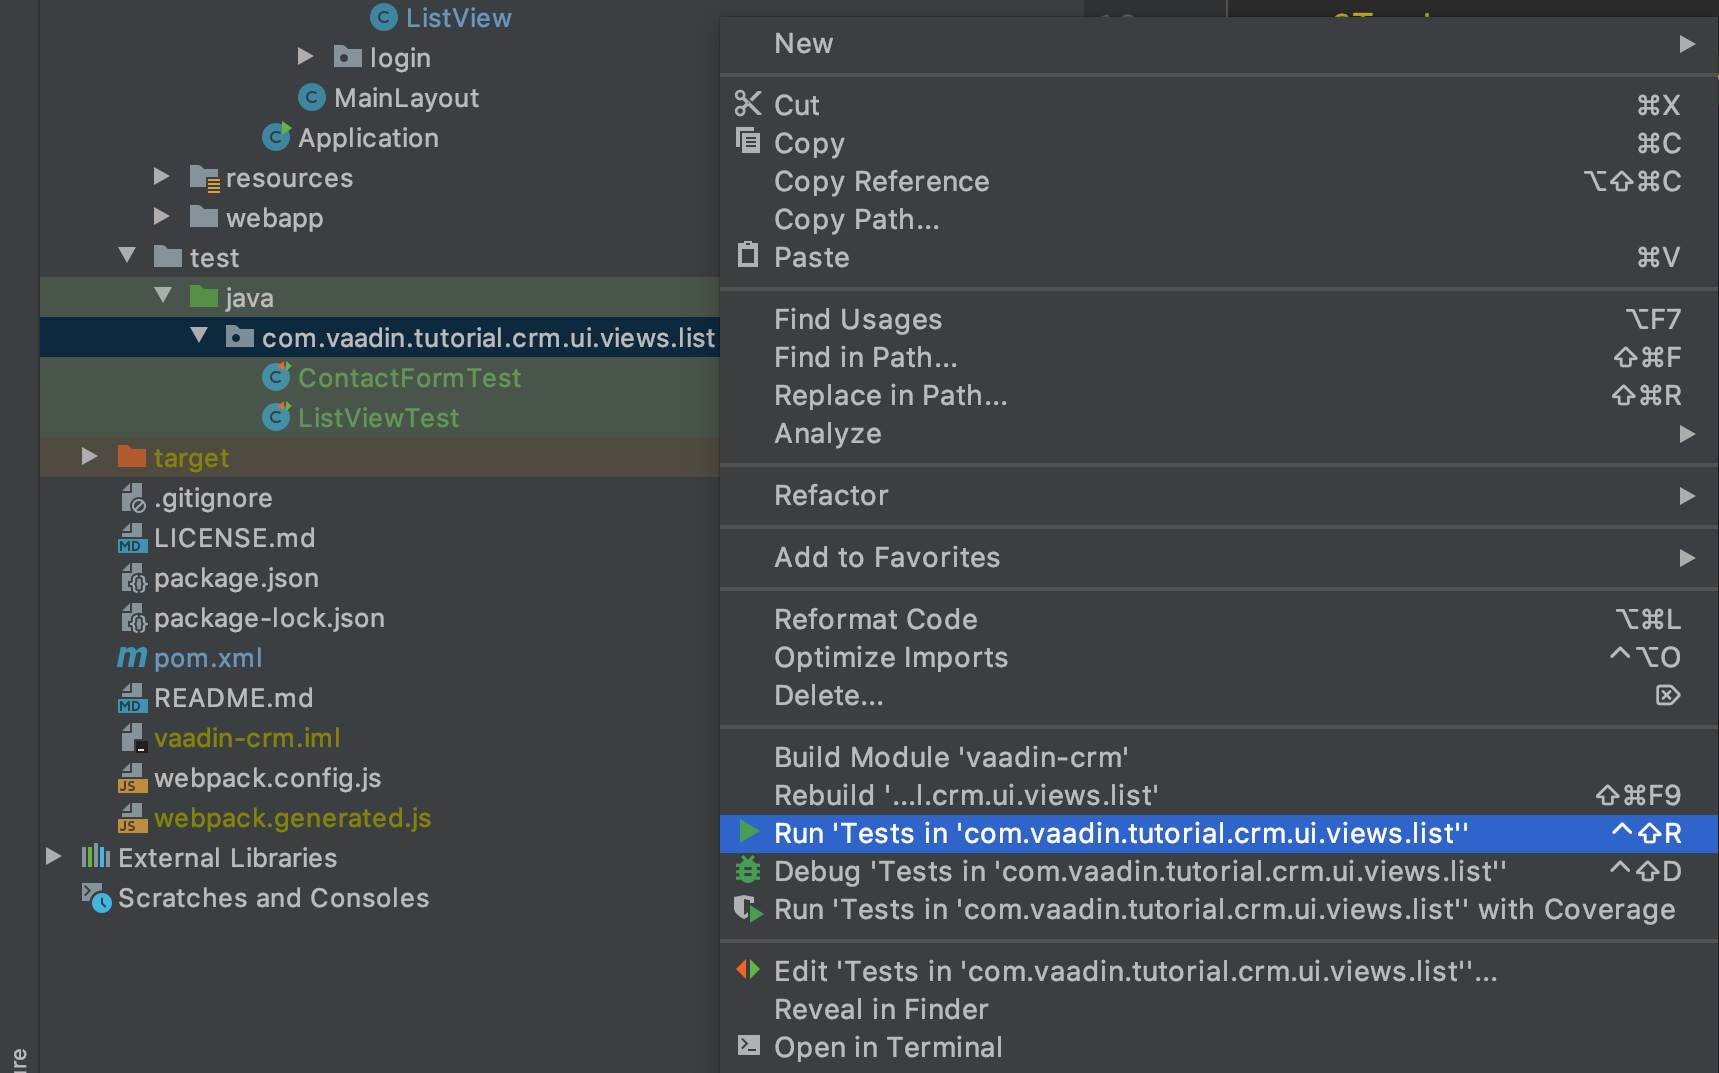 ListView
login
MainLayout
Application
resources
webapp
test
java
com.vaadin.tutorial.crm.ui.views.list
ContactFormTest
ListViewTest
target
.gitignore
LICENSE.md
package.json
package-lock.json
pom.xml
README.md
vaadin-crm.iml
webpack.config.js
webpack.generated.js
External Libraries
Scratches and Consoles
New
Cut ⌘X
Copy ⌘C
Copy Reference ⌥⇧⌘C
Copy Path...
Paste ⌘V
Find Usages ⌥F7
Find in Path... ⇧⌘F
Replace in Path... ⇧⌘R
Analyze
Refactor
Add to Favorites
Reformat Code ⌥⌘L
Optimize Imports ^⌥O
Delete... ⌦
Build Module 'vaadin-crm'
Rebuild '...l.crm.ui.views.list' ⇧⌘F9
Run 'Tests in 'com.vaadin.tutorial.crm.ui.views.list'' ^⇧R
Debug 'Tests in 'com.vaadin.tutorial.crm.ui.views.list'' ^⇧D
Run 'Tests in 'com.vaadin.tutorial.crm.ui.views.list'' with Coverage
Edit 'Tests in 'com.vaadin.tutorial.crm.ui.views.list''...
Reveal in Finder
Open in Terminal